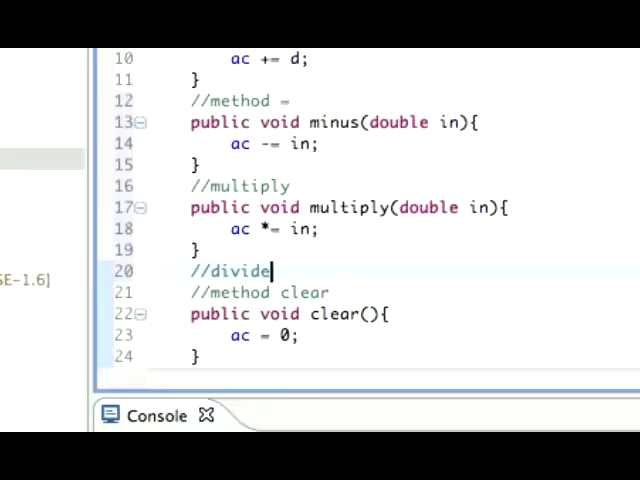 10 ac += d;
11 }
12 //method =
13 public void minus(double in){
14 ac -= in;
15 }
16 //multiply
17 public void multiply(double in){
18 ac *= in;
19 }
SE-1.6]
20 //divide
21 //method clear
22 public void clear(){
23 ac = 0;
24 }
Console